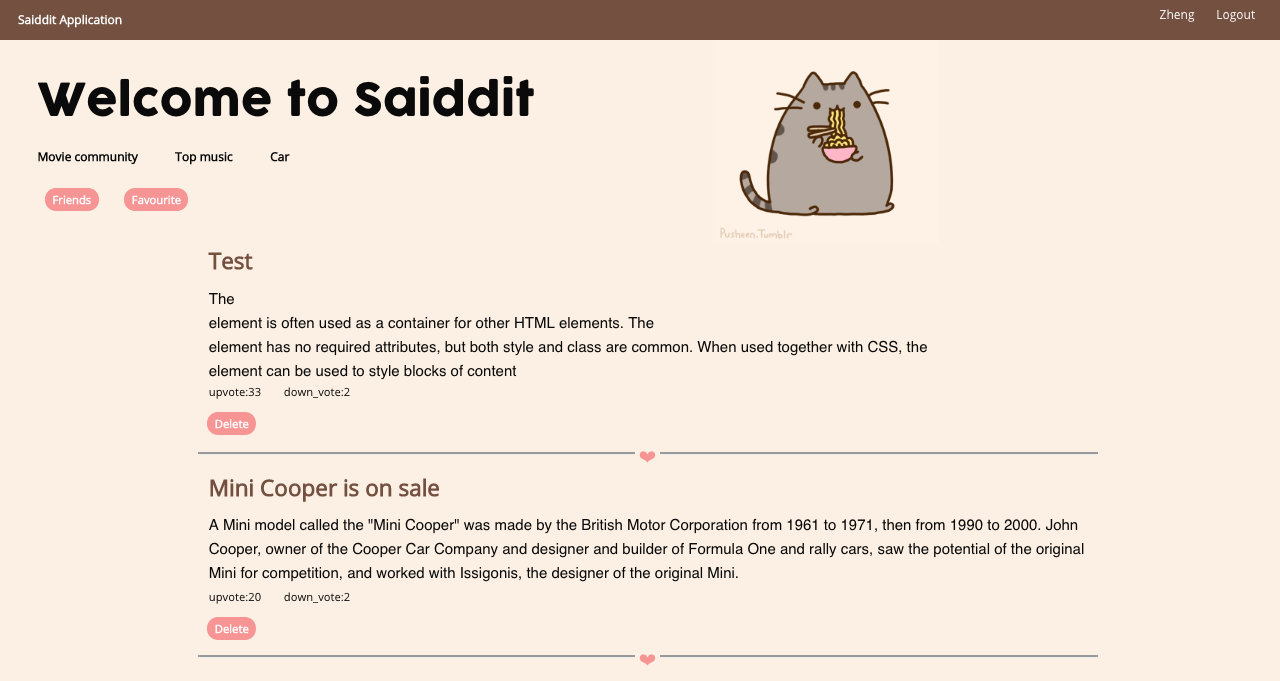 Saiddit Application
Zheng Logout
Welcome to Saiddit
Movie community Top music Car
Friends Favourite
Pusheen.Tumblr
Test
The
element is often used as a container for other HTML elements. The
element has no required attributes, but both style and class are common. When used together with CSS, the
element can be used to style blocks of content
upvote:33 down_vote:2
Delete
Mini Cooper is on sale
A Mini model called the "Mini Cooper" was made by the British Motor Corporation from 1961 to 1971, then from 1990 to 2000. John
Cooper, owner of the Cooper Car Company and designer and builder of Formula One and rally cars, saw the potential of the original
Mini for competition, and worked with Issigonis, the designer of the original Mini.
upvote:20 down_vote:2
Delete